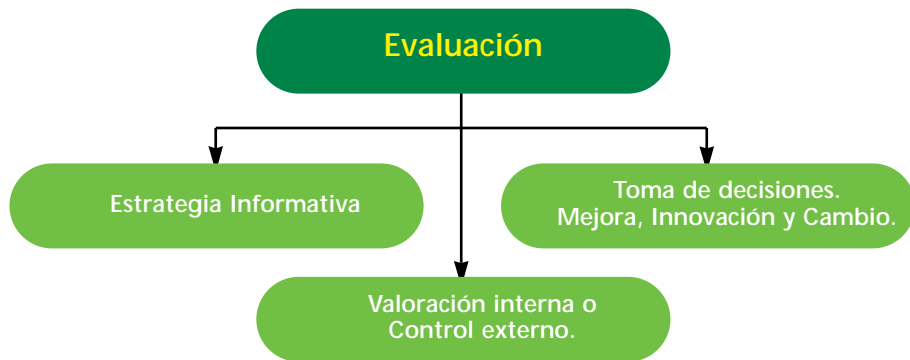 Evaluación
Estrategia Informativa
Toma de decisiones.
Mejora, Innovación y Cambio.
Valoración interna o
Control externo.